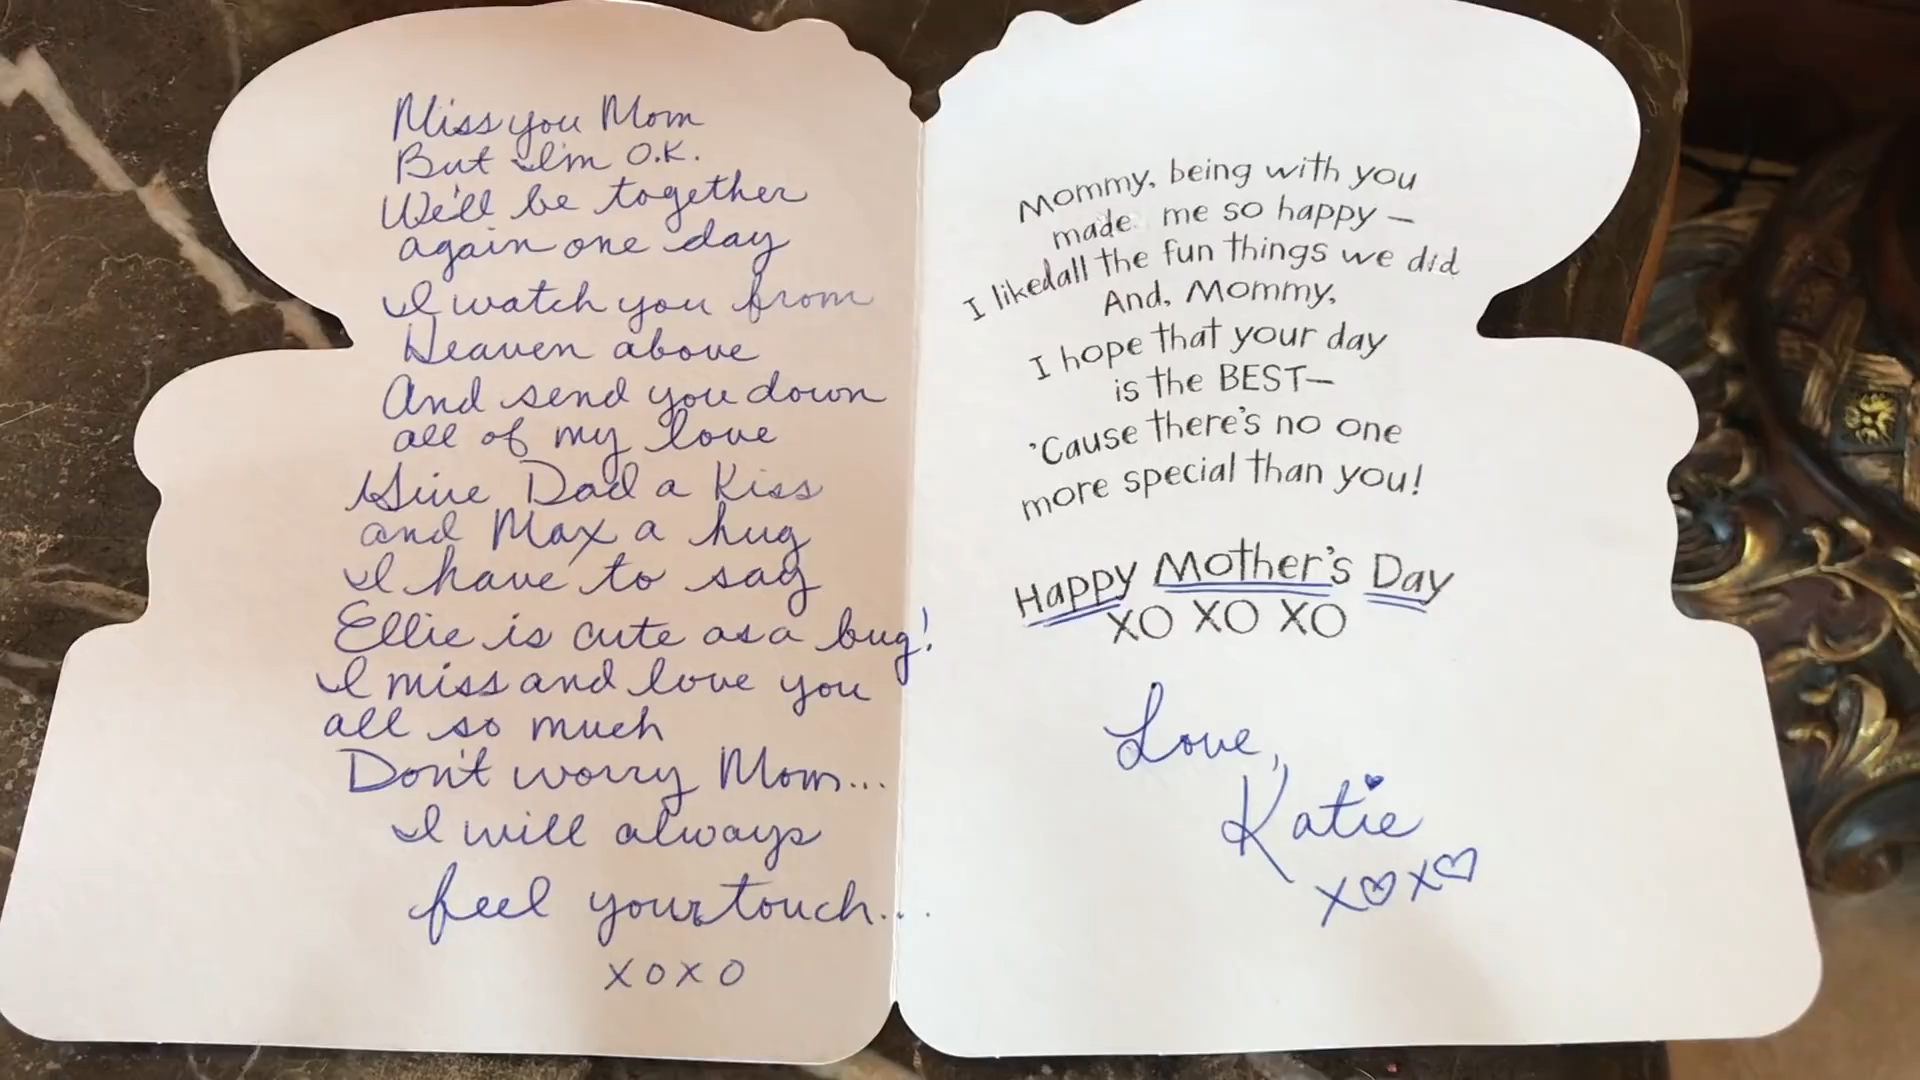 Miss you Mom
But I'm O.K.
We'll be together
again one day
I watch you from
Heaven above
And send you down
all of my love
Give Dad a Kiss
and Max a hug
I have to say
Ellie is cute as a bug!
I miss and love you
all so much
Don't worry Mom...
I will always
feel your touch...
XOXO
Mommy, being with you
made me so happy—
I liked all the fun things we did
And, Mommy,
I hope that your day
is the BEST—
'Cause there's no one
more special than you!
Happy Mother's Day
XO XO XO
Love,
Katie
X♡X♡